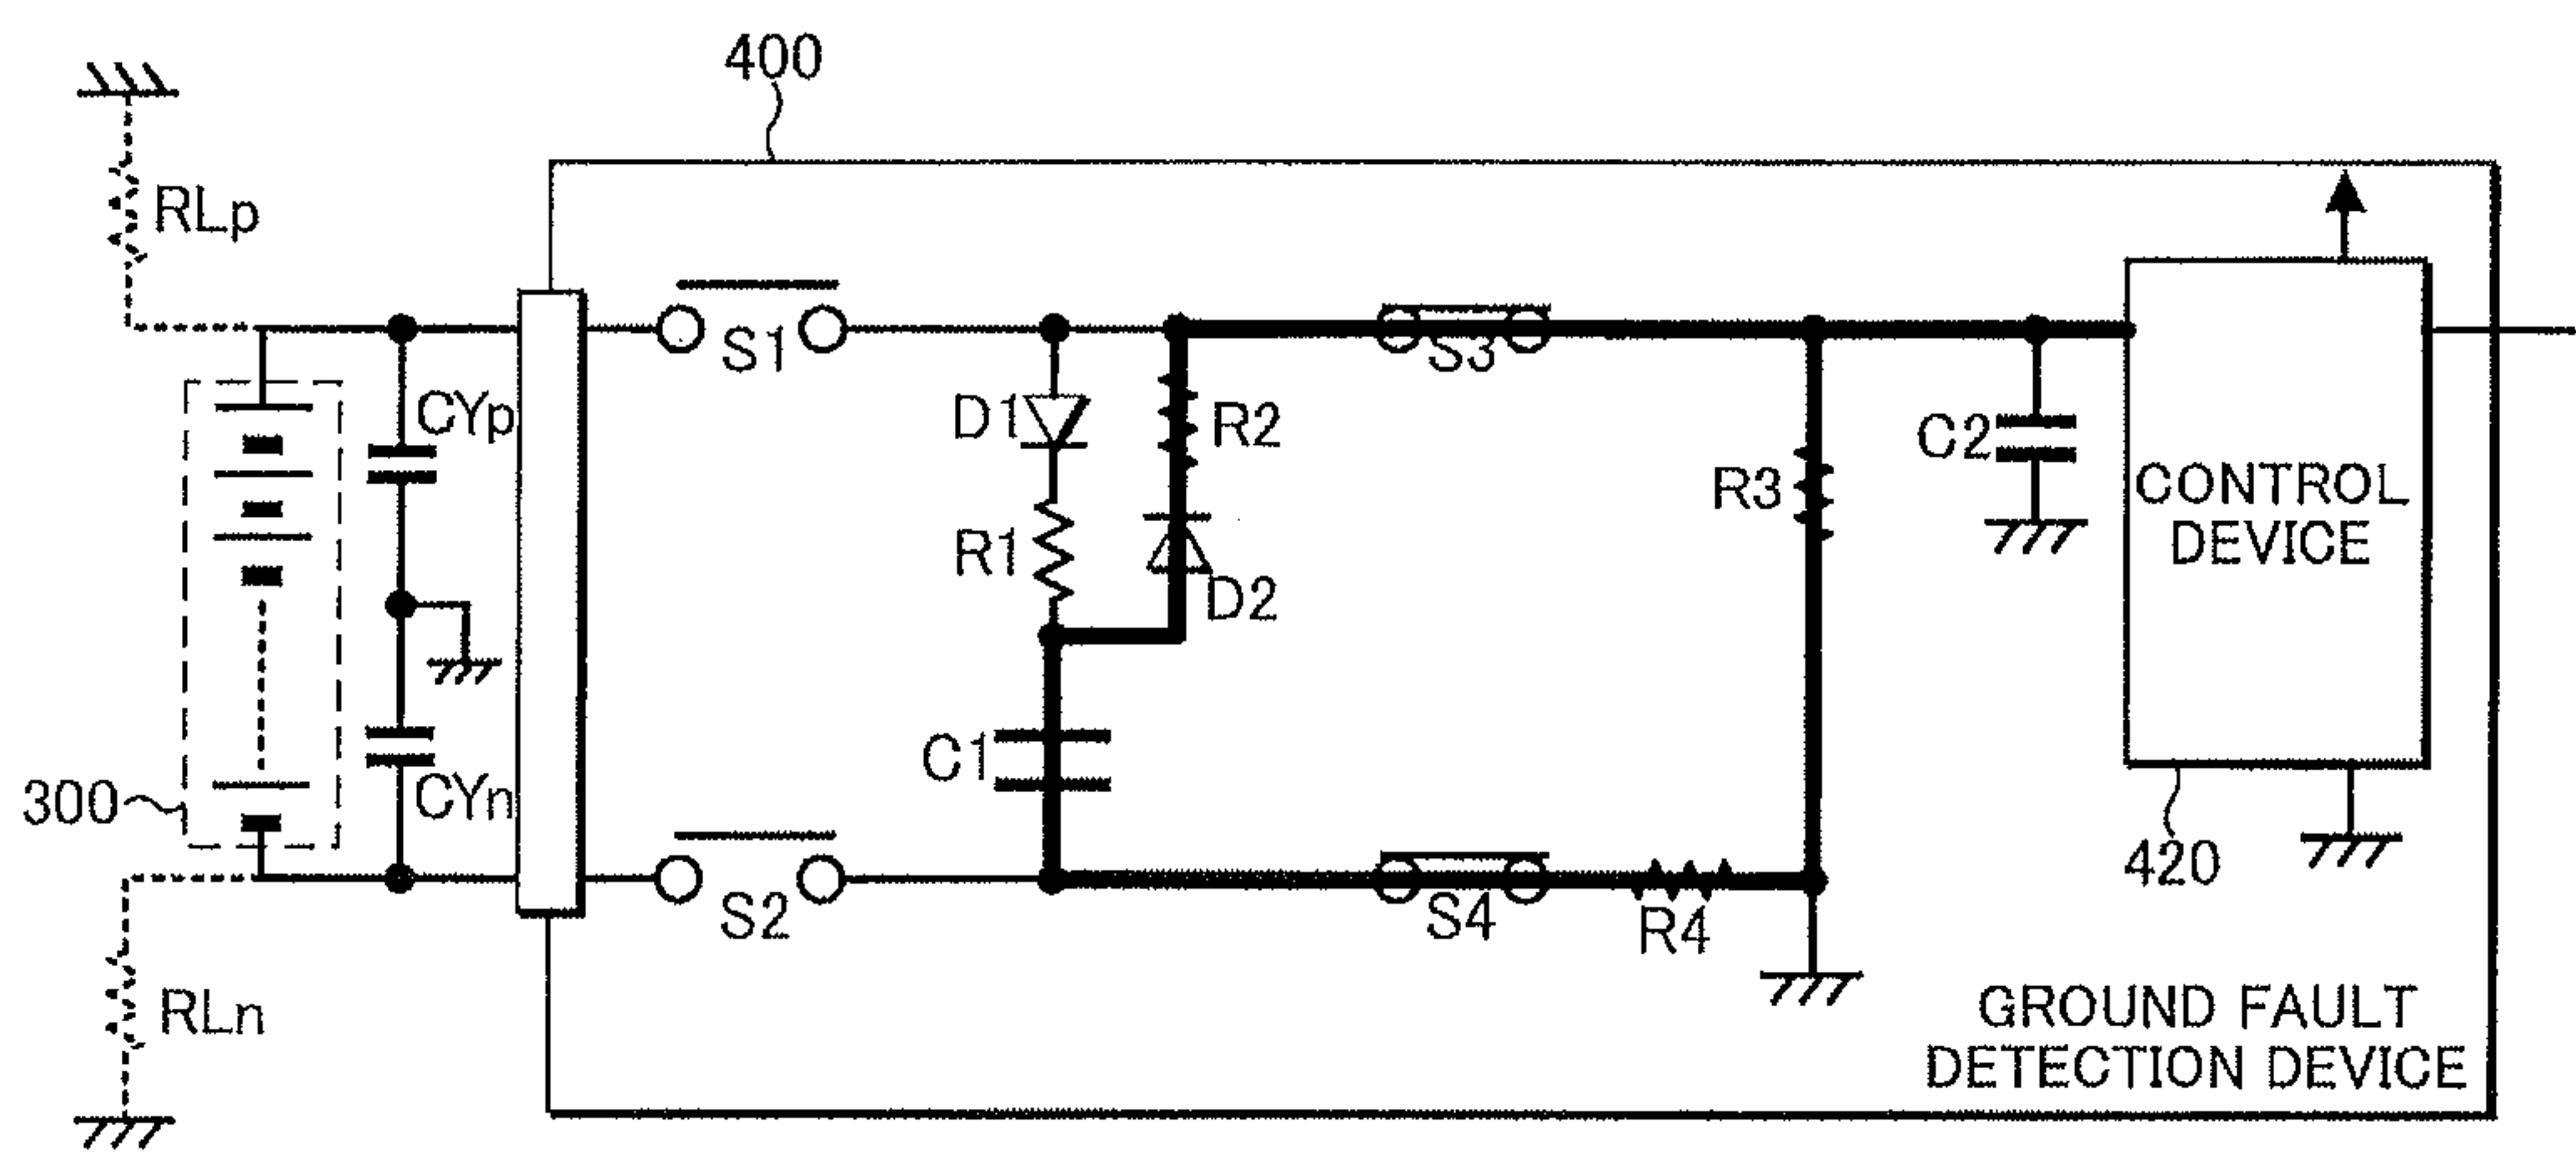 400
RLp
S1
S3
CYp
D1
R2
C2
R3
CONTROL
DEVICE
R1
D2
C1
300
CYn
420
S2
S4
R4
RLn
GROUND FAULT
DETECTION DEVICE